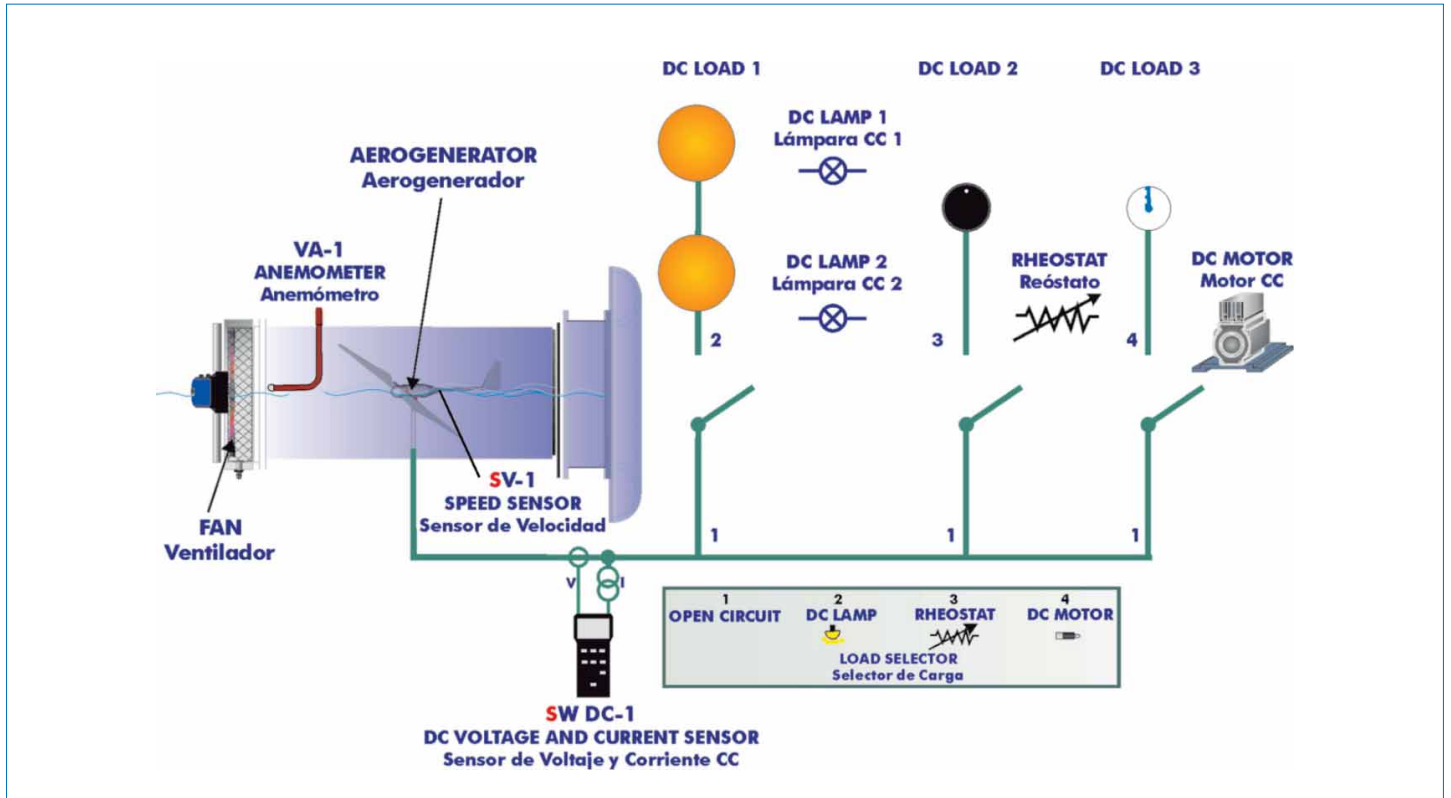 DC LOAD 1
DC LOAD 2
DC LOAD 3
DC LAMP 1
Lámpara CC 1
AEROGENERATOR
Aerogenerador
VA-1
ANEMOMETER
Anemómetro
DC LAMP 2
Lámpara CC 2
RHEOSTAT
Reóstato
DC MOTOR
Motor CC
2
3
4
SV-1
SPEED SENSOR
Sensor de Velocidad
FAN
Ventilador
1
1
1
V
I
1
OPEN CIRCUIT
2
DC LAMP
3
RHEOSTAT
4
DC MOTOR
LOAD SELECTOR
Selector de Carga
SW DC-1
DC VOLTAGE AND CURRENT SENSOR
Sensor de Voltaje y Corriente CC